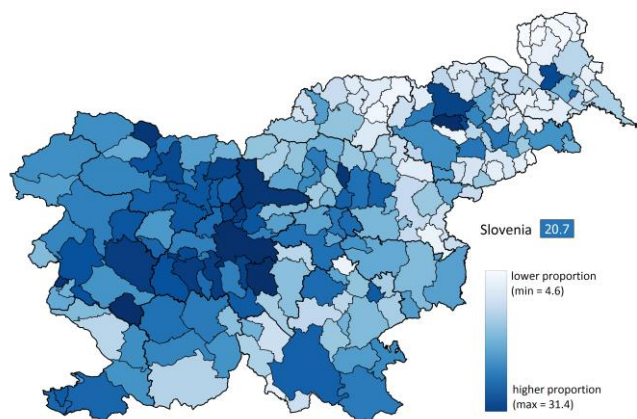 Slovenia 20.7
lower proportion
(min = 4.6)
higher proportion
(max = 31.4)